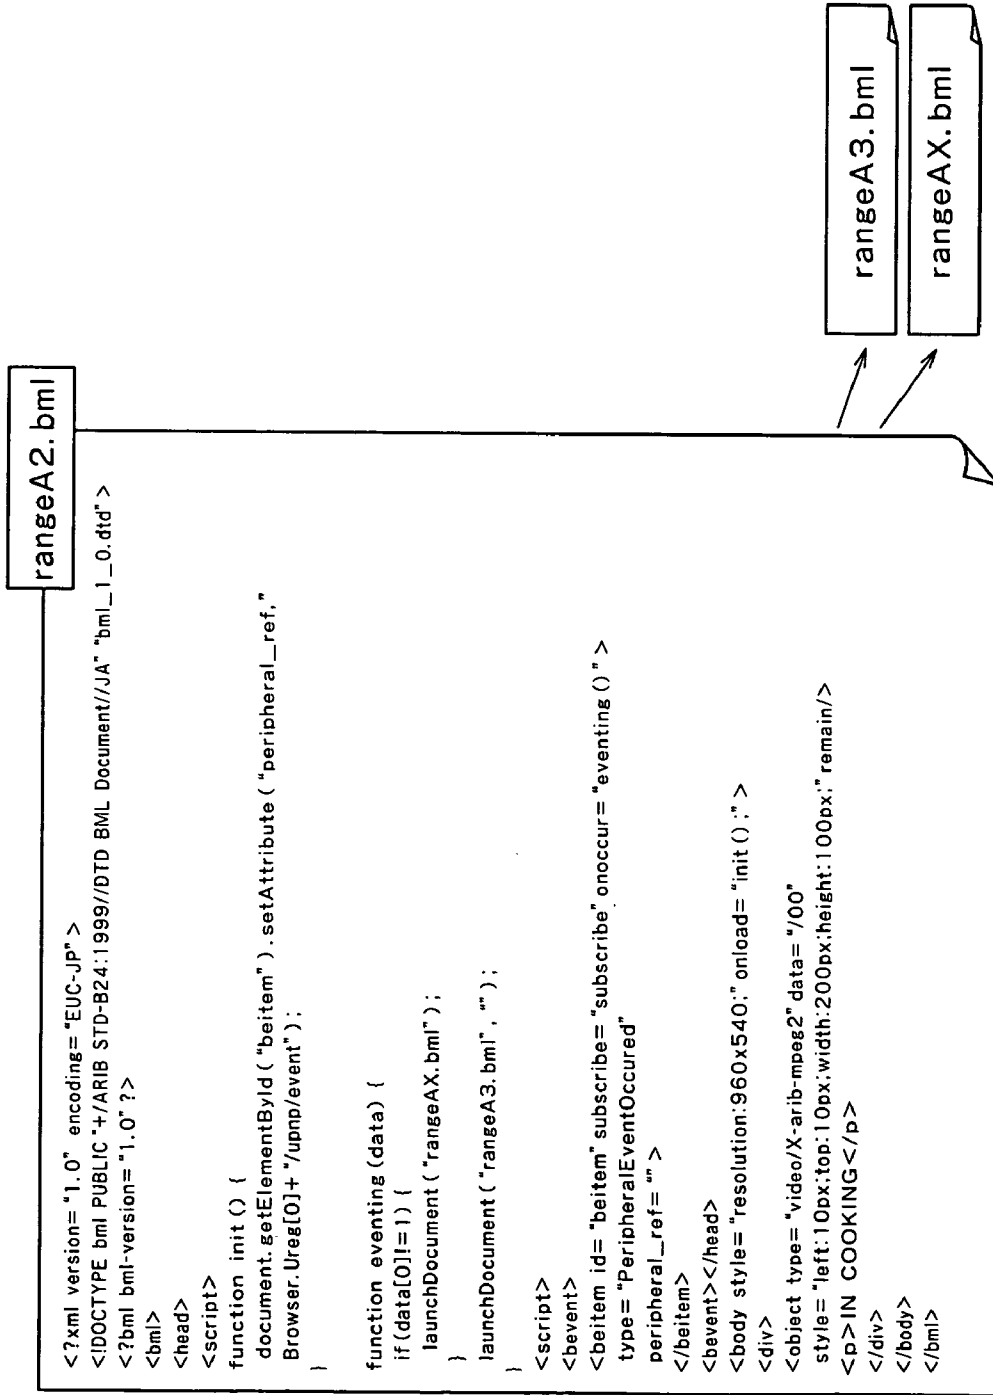 rangeA2.bml
<?xml version="1.0" encoding="EUC-JP">
<!DOCTYPE bml PUBLIC "+/ARIB STD-B24:1999//DTD BML Document//JA" "bml_1_0.dtd">
<?bml bml-version="1.0"?>
<bml>
<head>
<script>
function init() {
document.getElementById("beitem").setAttribute("peripheral_ref,"
Browser.Ureg[0]+"/upnp/event");
}
function eventing(data) {
if(data[0]!=1) {
launchDocument("rangeAX.bml");
}
launchDocument("rangeA3.bml", "");
}
<script>
<bevent>
<beitem id="beitem" subscribe="subscribe" onoccur="eventing()">
type="PeripheralEventOccured"
peripheral_ref="">
</beitem>
<bevent></head>
<body style="resolution:960x540;" onload="init();">
<div>
<object type="video/X-arib-mpeg2" data="/00"
style="left:10px;top:10px;width:200px;height:100px;" remain/>
<p>IN COOKING</p>
</div>
</body>
</bml>
rangeA3.bml
rangeAX.bml